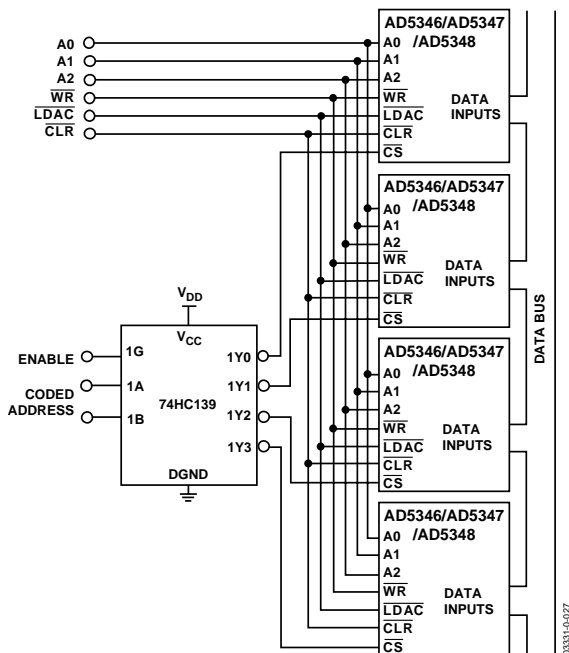 A0
A1
A2
WR
LDAC
CLR
AD5346/AD5347
/AD5348
A0
A1
A2
WR
LDAC
CLR
CS
DATA
INPUTS
AD5346/AD5347
/AD5348
A0
A1
A2
WR
LDAC
CLR
CS
DATA
INPUTS
VDD
VCC
ENABLE
CODED
ADDRESS
1G
1A
1B
74HC139
1Y0
1Y1
1Y2
1Y3
DGND
AD5346/AD5347
/AD5348
A0
A1
A2
WR
LDAC
CLR
CS
DATA
INPUTS
AD5346/AD5347
/AD5348
A0
A1
A2
WR
LDAC
CLR
CS
DATA
INPUTS
DATA BUS
03331-0-027